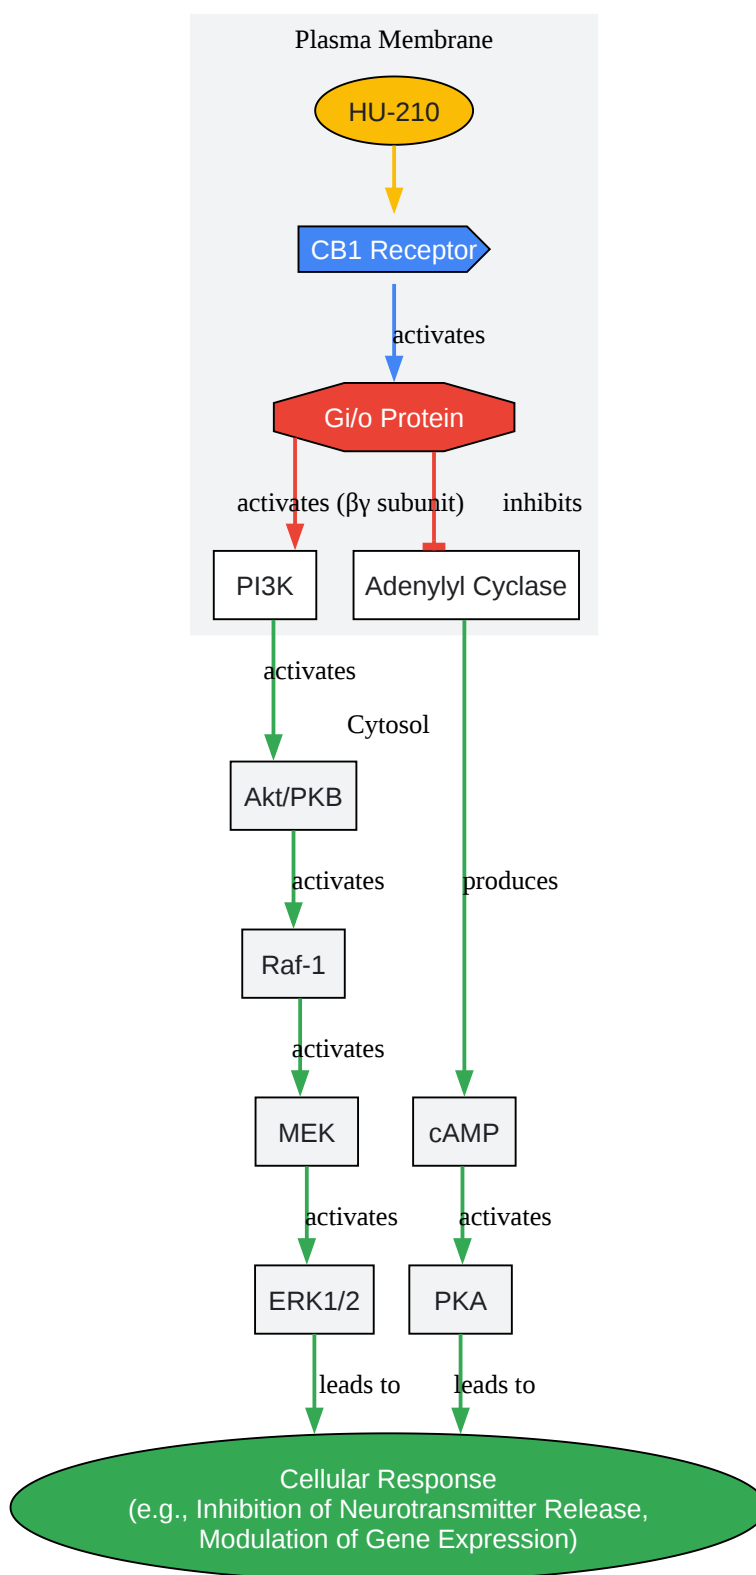 Plasma Membrane
HU-210
CB1 Receptor
activates
Gi/o Protein
activates (βγ subunit)
inhibits
PI3K
Adenylyl Cyclase
activates
Cytosol
Akt/PKB
activates
produces
Raf-1
activates
MEK
cAMP
activates
activates
ERK1/2
PKA
leads to
leads to
Cellular Response
(e.g., Inhibition of Neurotransmitter Release,
Modulation of Gene Expression)